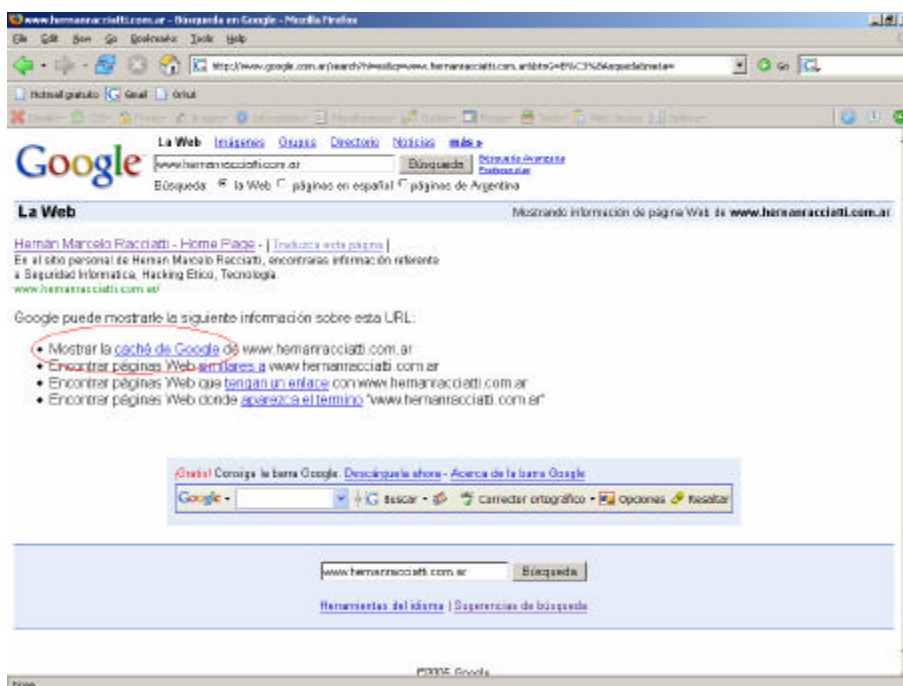 www.hernanracciatti.com.ar - Búsqueda en Google - Mozilla Firefox
File Edit View Go Bookmarks Tools Help
Go
Hotmail gratuito Gmail Orkut
Google
La Web Imágenes Grupos Directorio Noticias más »
www.hernanracciatti.com.ar Búsqueda Búsqueda Avanzada
Preferencias
Búsqueda: la Web páginas en español páginas de Argentina
La Web Mostrando información de página Web de www.hernanracciatti.com.ar
Hernán Marcelo Racciatti - Home Page - [ Traduzca esta página ]
En el sitio personal de Hernan Marcelo Racciatti, encontraras información referente
a Seguridad Informatica, Hacking Etico, Tecnologia.
www.hernanracciatti.com.ar/
Google puede mostrarle la siguiente información sobre esta URL:
• Mostrar la caché de Google de www.hernanracciatti.com.ar
• Encontrar páginas Web similares a www.hernanracciatti.com.ar
• Encontrar páginas Web que tengan un enlace con www.hernanracciatti.com.ar
• Encontrar páginas Web donde aparezca el término "www.hernanracciatti.com.ar"
¡Gratis! Consiga la barra Google. Descárguela ahora - Acerca de la barra Google
Google Buscar Corrector ortográfico Opciones Resaltar
www.hernanracciatti.com.ar Búsqueda
Herramientas del idioma | Sugerencias de búsqueda
©2005 Google